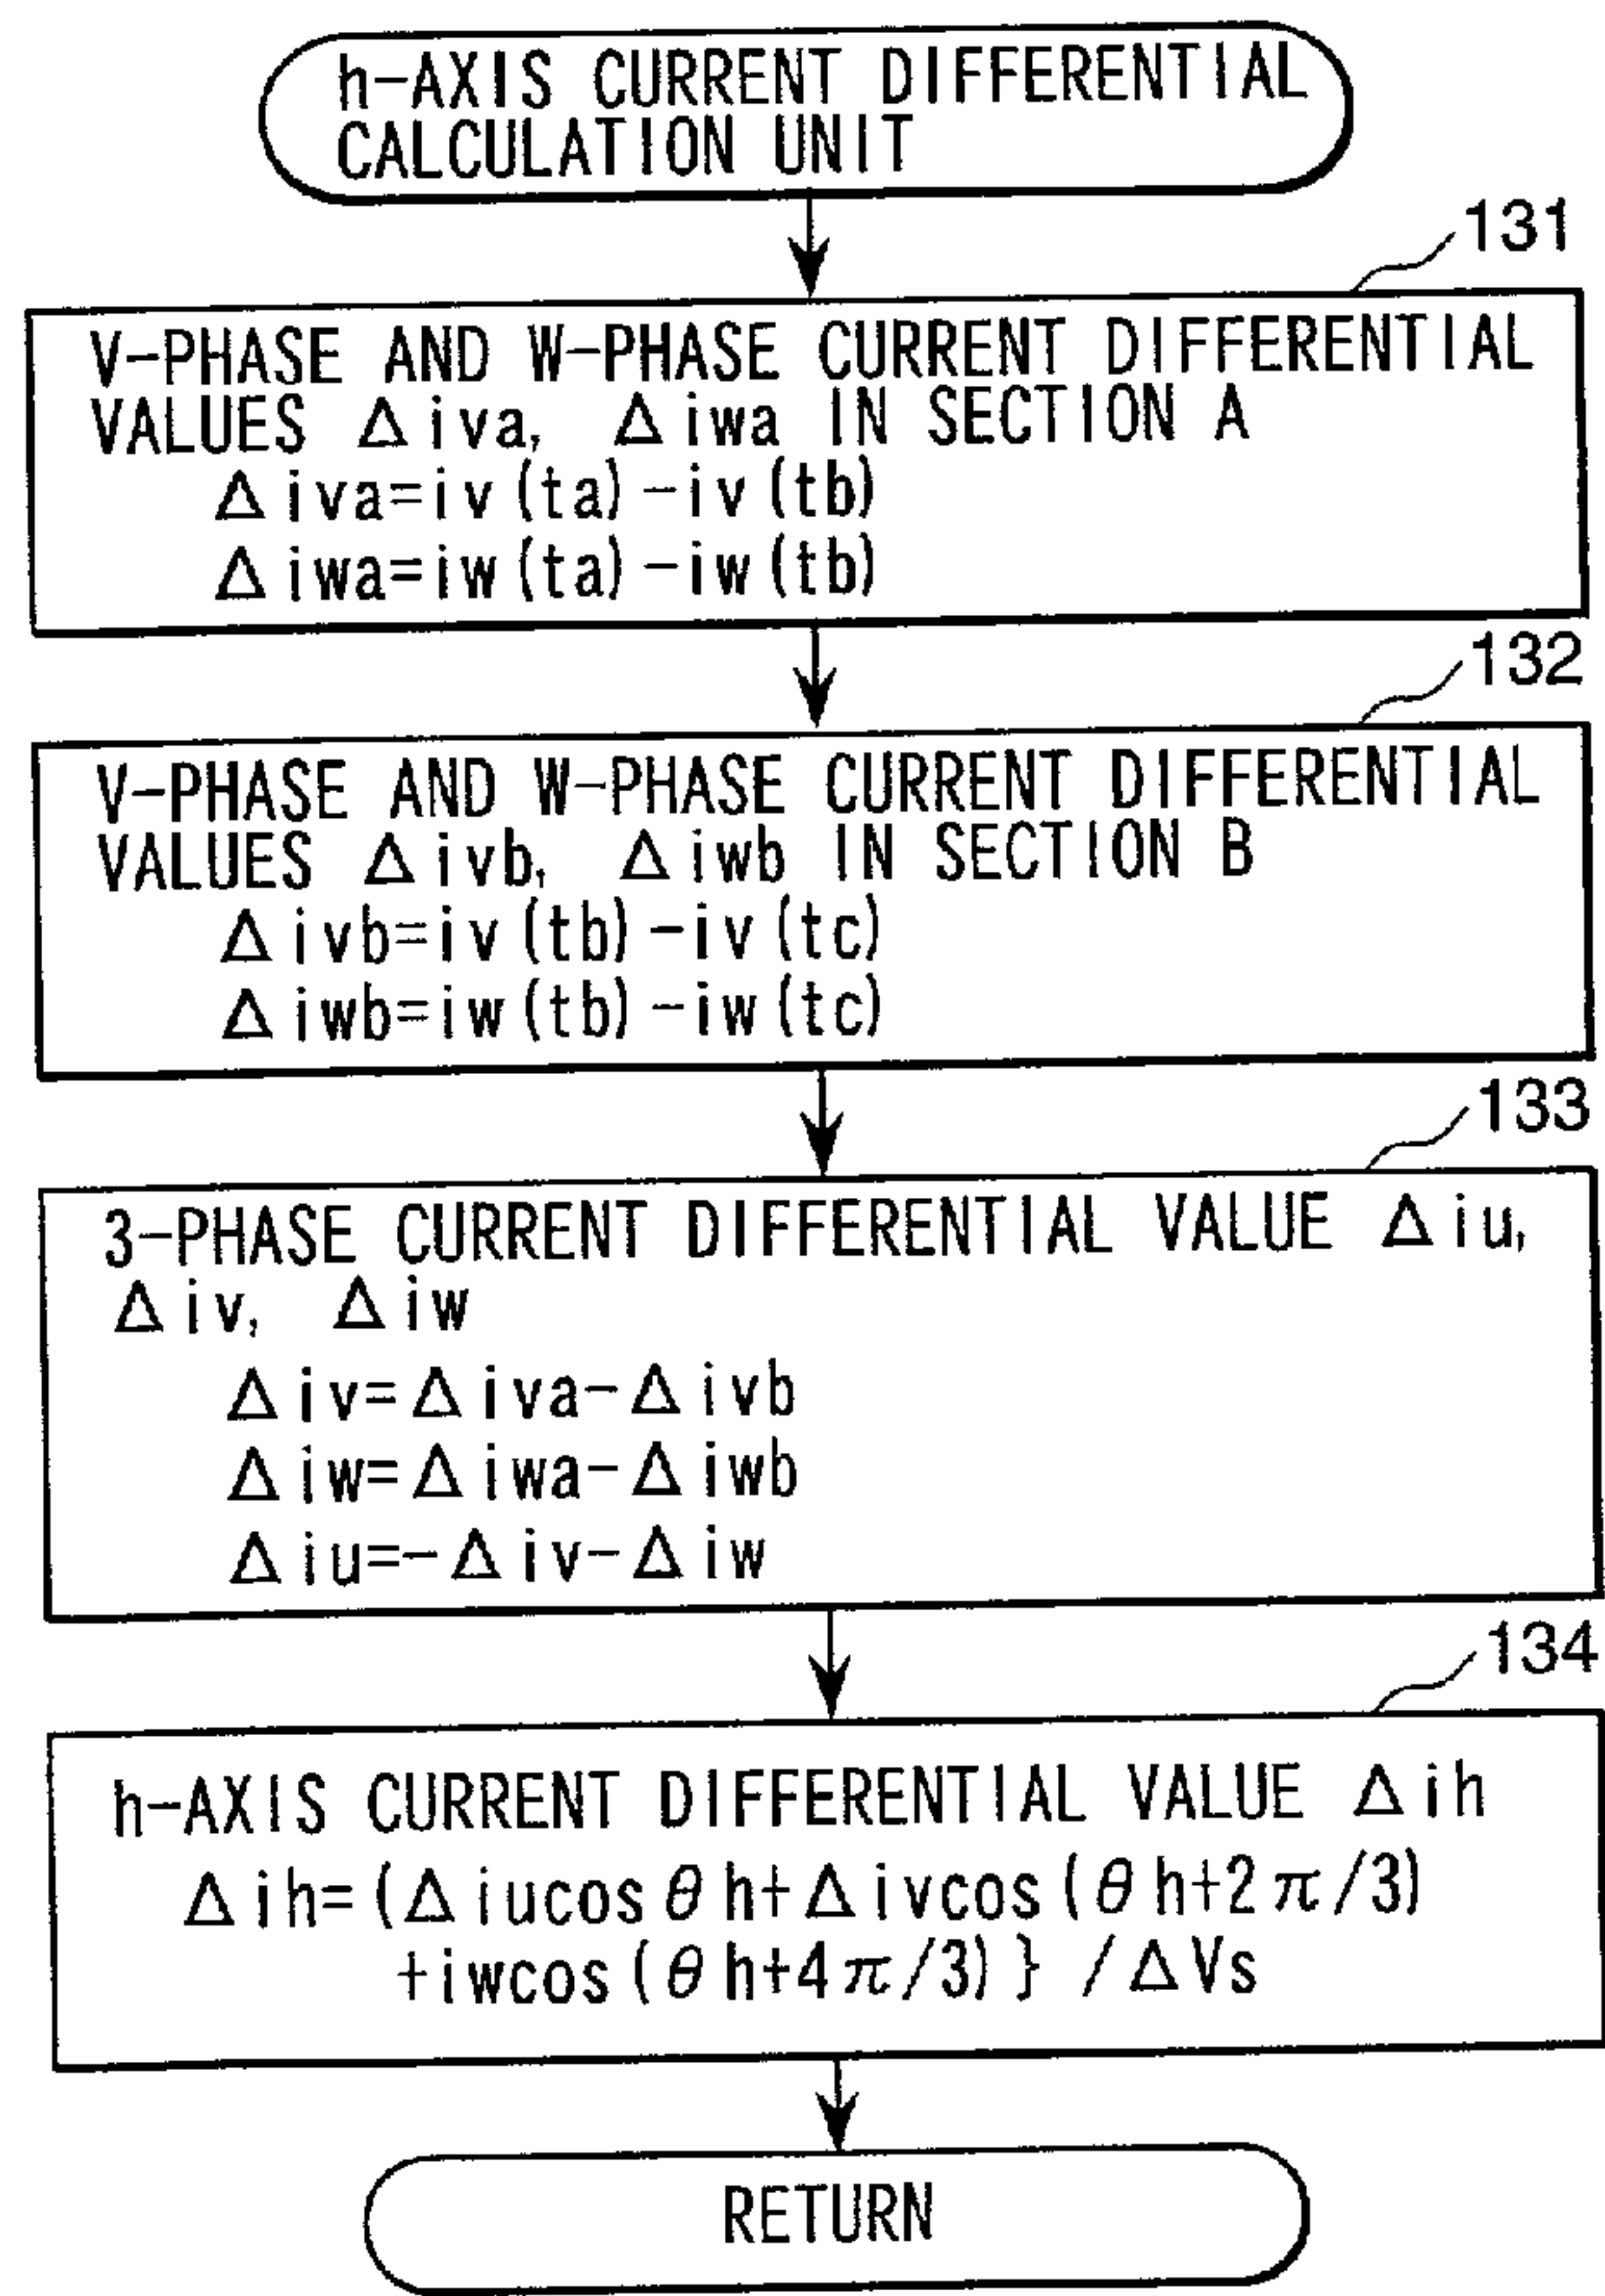 h-AXIS CURRENT DIFFERENTIAL
CALCULATION UNIT
131
V-PHASE AND W-PHASE CURRENT DIFFERENTIAL
VALUES Δiva, Δiwa IN SECTION A
Δiva=iv(ta)-iv(tb)
Δiwa=iw(ta)-iw(tb)
132
V-PHASE AND W-PHASE CURRENT DIFFERENTIAL
VALUES Δivb, Δiwb IN SECTION B
Δivb=iv(tb)-iv(tc)
Δiwb=iw(tb)-iw(tc)
133
3-PHASE CURRENT DIFFERENTIAL VALUE Δiu,
Δiv, Δiw
Δiv=Δiva-Δivb
Δiw=Δiwa-Δiwb
Δiu=-Δiv-Δiw
134
h-AXIS CURRENT DIFFERENTIAL VALUE Δih
Δih=(Δiucosθh+Δivcos(θh+2π/3)
+iwcos(θh+4π/3)}/ΔVs
RETURN